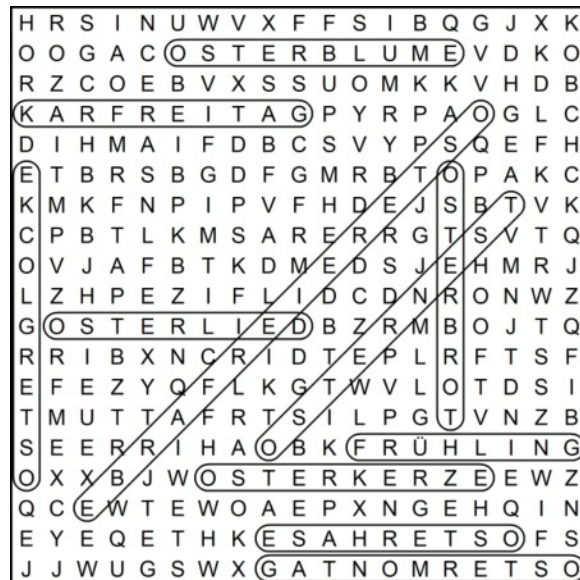 H R S I N U W V X F F S I B Q G J X K
O O G A C O S T E R B L U M E V D K O
R Z C O E B V X S S U O M K K V H D B
K A R F R E I T A G P Y R P A O G L C
D I H M A I F D B C S V Y P S Q E F H
E T B R S B G D F G M R B T O P A K C
K M K F N P I P V F H D E J S B T V K
C P B T L K M S A R E R R G T S V T Q
O V J A F B T K D M E D S J E H M R J
L Z H P E Z I F L I D C D N R O N W Z
G O S T E R L I E D B Z R M B O J T Q
R R I B X N C R I D T E P L R F T S F
E F E Z Y Q F L K G T W V L O T D S I
T M U T T A F R T S I L P G T V N Z B
S E E R R I H A O B K F R Ü H L I N G
O X X B J W O S T E R K E R Z E E W Z
Q C E W T E W O A E P X N G E H Q I N
E Y E Q E T H K E S A H R E T S O F S
J J W U G S W X G A T N O M R E T S O